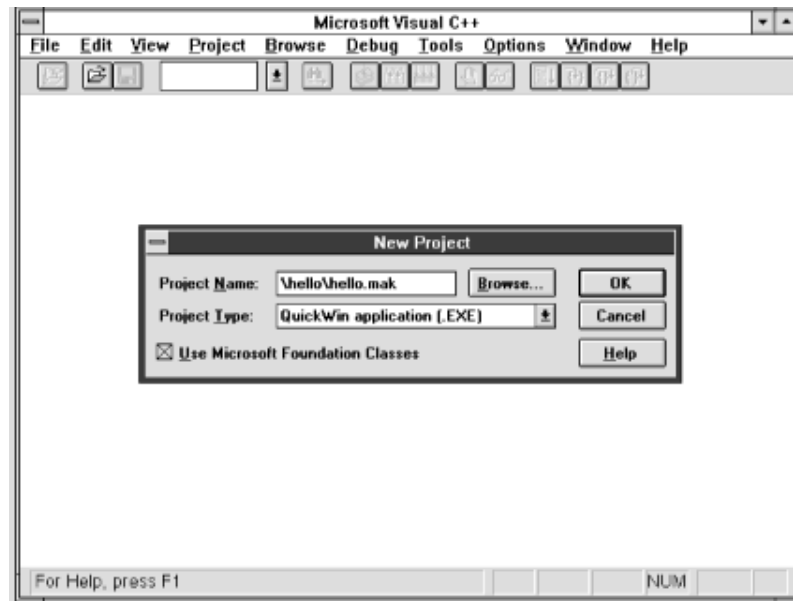 Microsoft Visual C++
File Edit View Project Browse Debug Tools Options Window Help
New Project
Project Name: \hello\hello.mak Browse... OK
Project Type: QuickWin application (.EXE) Cancel
Use Microsoft Foundation Classes Help
For Help, press F1 NUM